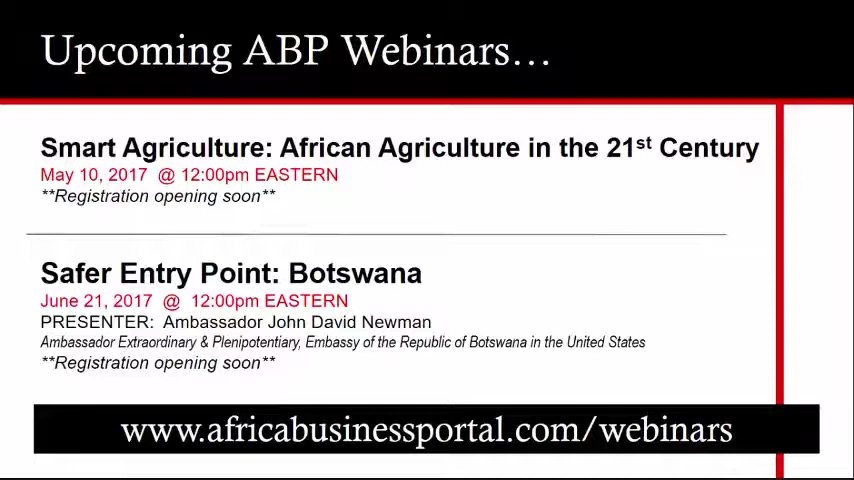 Upcoming ABP Webinars…
Smart Agriculture: African Agriculture in the 21st Century
May 10, 2017 @ 12:00pm EASTERN
**Registration opening soon**
Safer Entry Point: Botswana
June 21, 2017 @ 12:00pm EASTERN
PRESENTER: Ambassador John David Newman
Ambassador Extraordinary & Plenipotentiary, Embassy of the Republic of Botswana in the United States
**Registration opening soon**
www.africabusinessportal.com/webinars